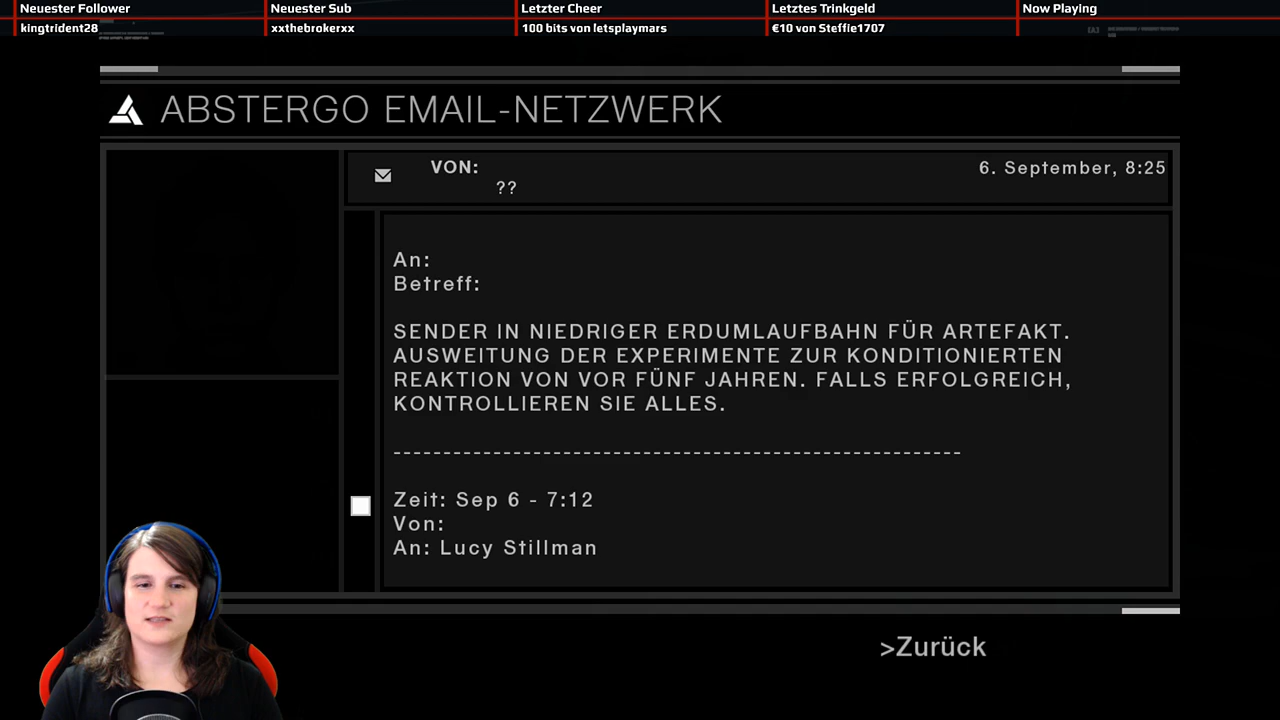 Neuester Follower
Neuester Sub
Letzter Cheer
Letztes Trinkgeld
Now Playing
kingtrident28
xxthebrokerxx
100 bits von letsplaymars
€10 von Steffie1707
ABSTERGO EMAIL-NETZWERK
VON:
6. September, 8:25
??
An:
Betreff:
SENDER IN NIEDRIGER ERDUMLAUFBAHN FÜR ARTEFAKT.
AUSWEITUNG DER EXPERIMENTE ZUR KONDITIONIERTEN
REAKTION VON VOR FÜNF JAHREN. FALLS ERFOLGREICH,
KONTROLLIEREN SIE ALLES.
---------------------------------------------------------
Zeit: Sep 6 - 7:12
Von:
An: Lucy Stillman
>Zurück